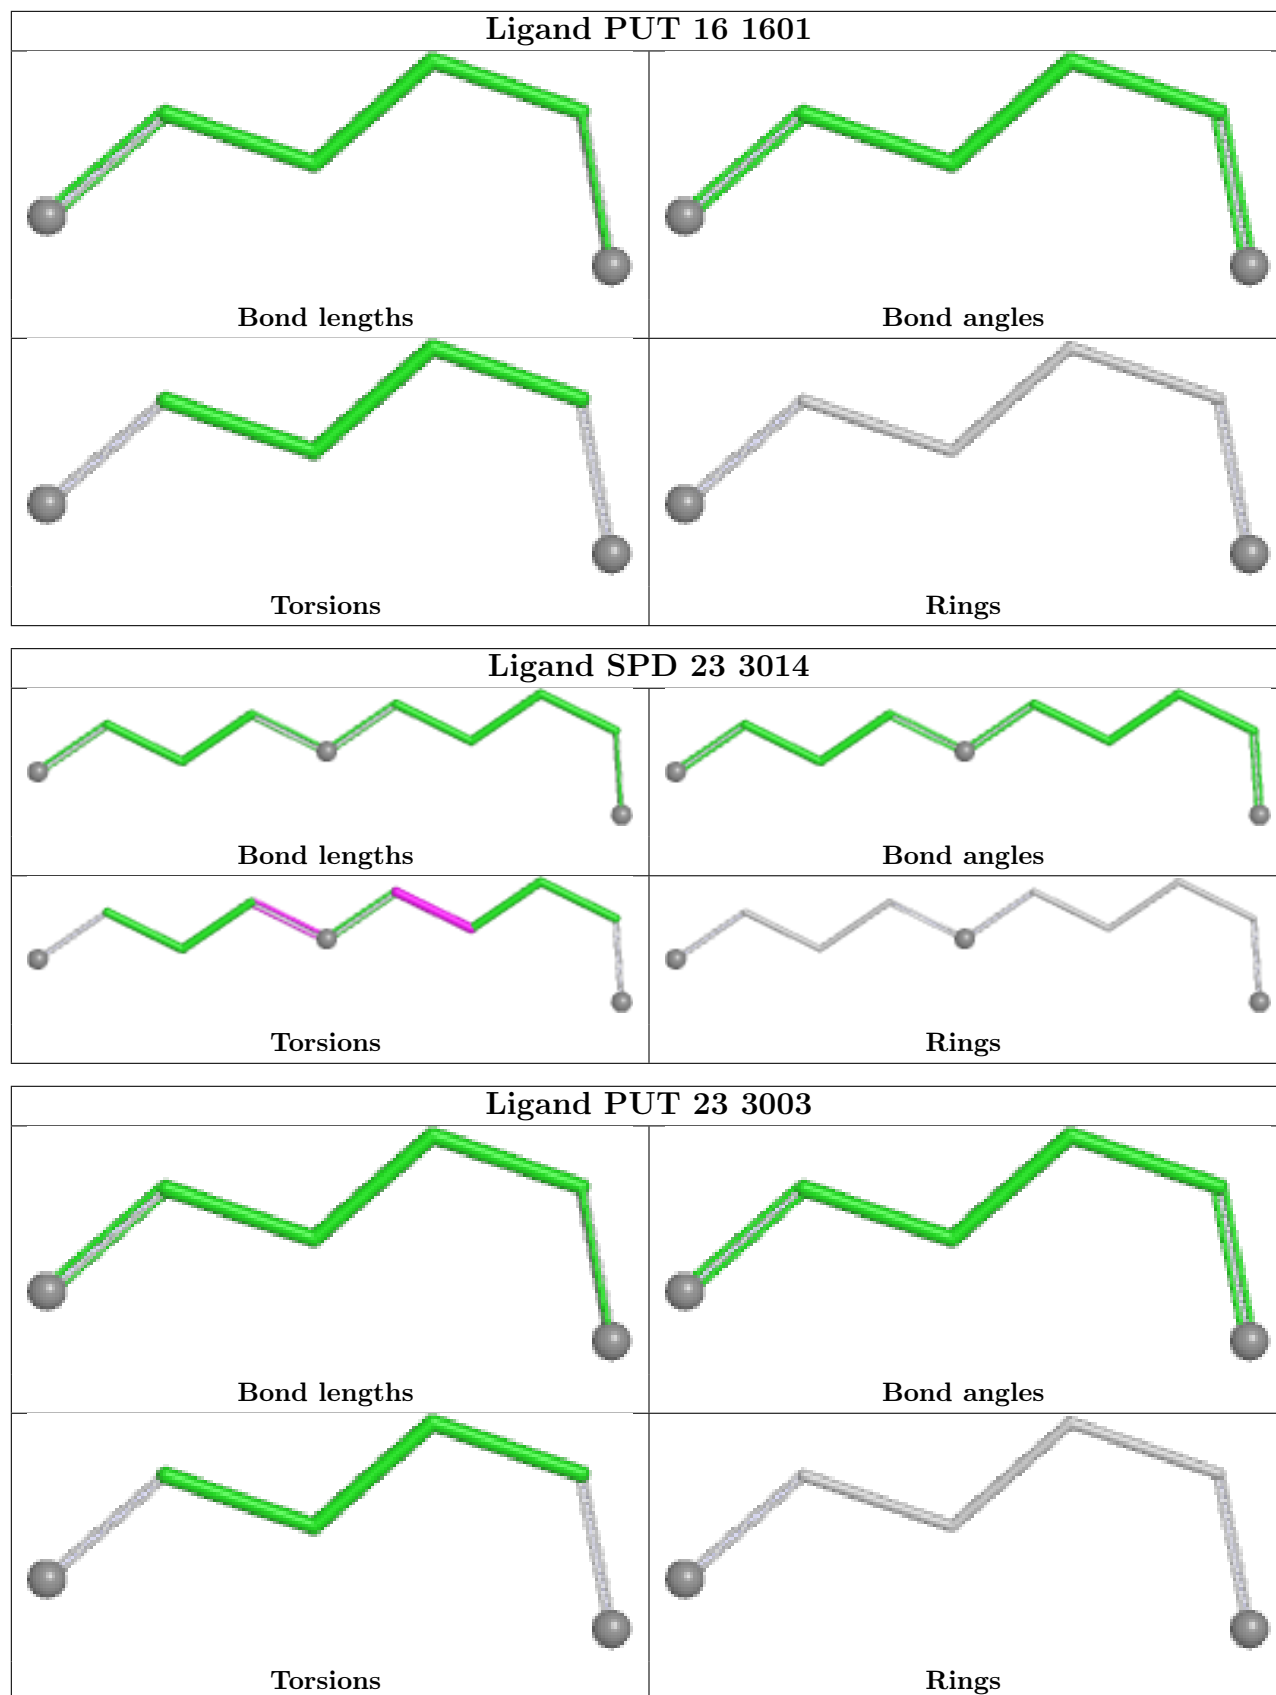 Ligand PUT 16 1601
Bond lengths
Bond angles
Torsions
Rings
Ligand SPD 23 3014
Bond lengths
Bond angles
Torsions
Rings
Ligand PUT 23 3003
Bond lengths
Bond angles
Torsions
Rings